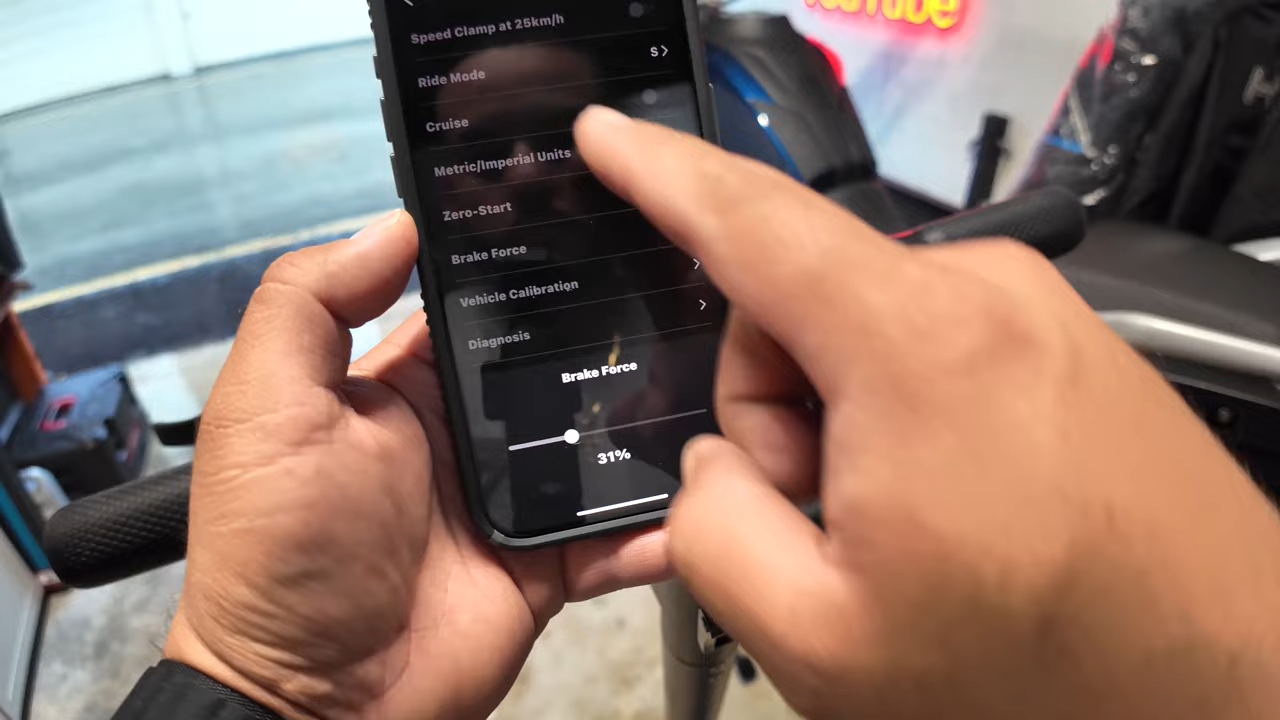 YouTube
Speed Clamp at 25km/h
Ride Mode S
Cruise
Metric/Imperial Units
Zero-Start
Brake Force
Vehicle Calibration
Diagnosis
Brake Force
31%
H